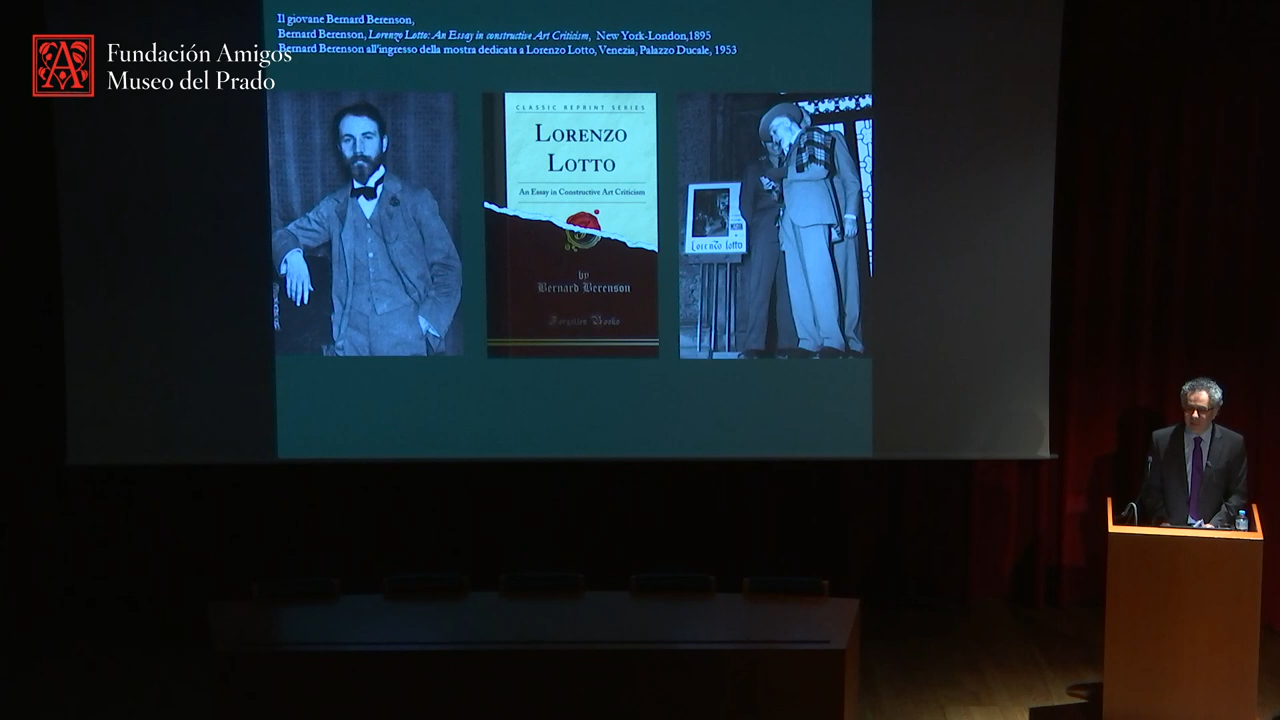 Il giovane Bernard Berenson,
Bernard Berenson, Lorenzo Lotto: An Essay in constructive Art Criticism, New York-London,1895
Bernard Berenson all'ingresso della mostra dedicata a Lorenzo Lotto, Venezia, Palazzo Ducale, 1953
Fundación Amigos
Museo del Prado
CLASSIC REPRINT SERIES
LORENZO
LOTTO
An Essay in Constructive Art Criticism
by
Bernard Berenson
Forgotten Books
Lorenzo Lotto